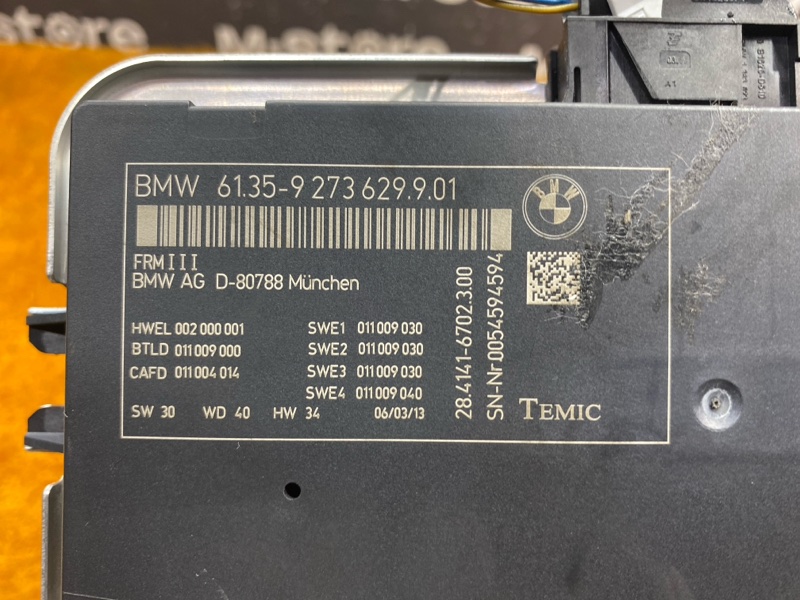 M-store
BMW 61.35-9 273 629.9.01
BMW
FRMIII
BMW AG D-80788 München
HWEL 002 000 001
BTLD 011 009 000
CAFD 011 004 014
SWE1 011 009 030
SWE2 011 009 030
SWE3 011 009 030
SWE4 011 009 040
SW 30 WD 40 HW 34 06/03/13
28.4141-6702.3.00
SN-Nr 0054594594
TEMIC
A1